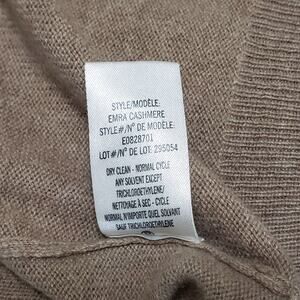 STYLE/MODÈLE:
EMRA CASHMERE
STYLE#/N° DE MODÈLE:
E0828701
LOT#/N° DE LOT: 295054
DRY CLEAN - NORMAL CYCLE
ANY SOLVENT EXCEPT
TRICHLOROETHYLENE/
NETTOYAGE À SEC - CYCLE
NORMAL N'IMPORTE QUEL SOLVANT
SAUF TRICHLOROETHYLENE